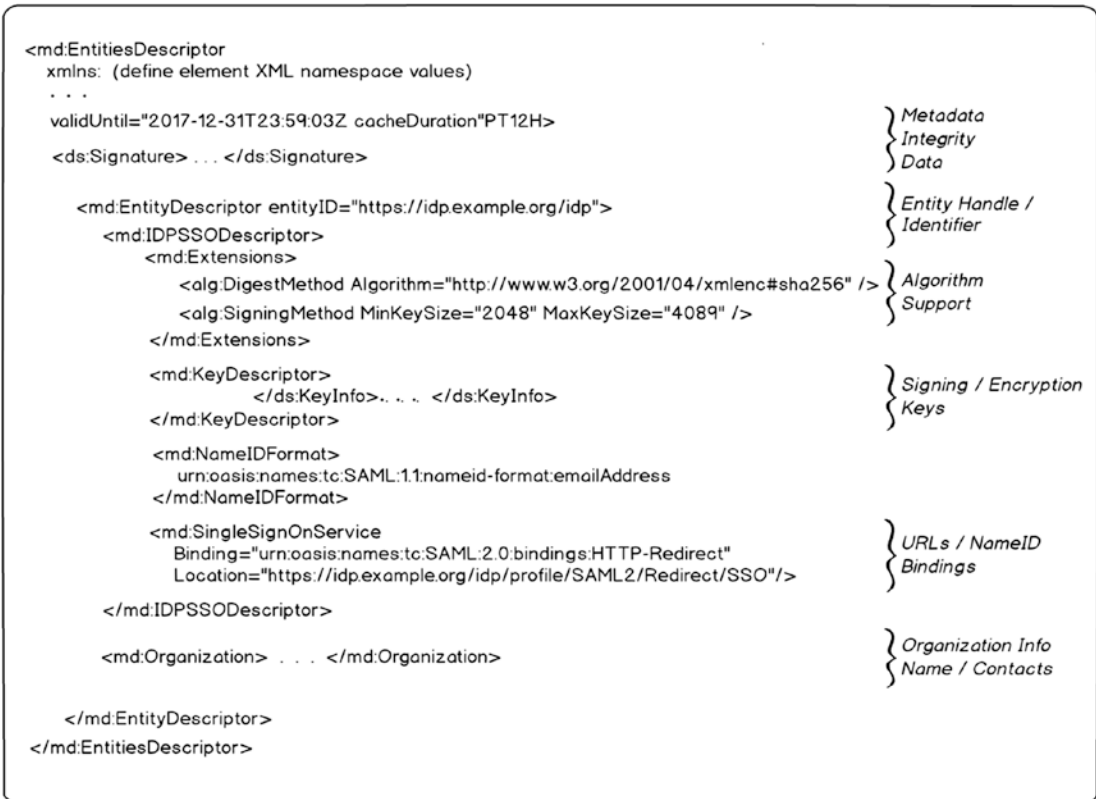 <md:EntitiesDescriptor
xmlns: (define element XML namespace values)
. . .
validUntil="2017-12-31T23:59:03Z cacheDuration"PT12H>
<ds:Signature> . . . </ds:Signature>
Metadata
Integrity
Data
<md:EntityDescriptor entityID="https://idp.example.org/idp">
Entity Handle /
Identifier
<md:IDPSSODescriptor>
<md:Extensions>
<alg:DigestMethod Algorithm="http://www.w3.org/2001/04/xmlenc#sha256" />
<alg:SigningMethod MinKeySize="2048" MaxKeySize="4089" />
Algorithm
Support
</md:Extensions>
<md:KeyDescriptor>
</ds:KeyInfo>. . . . </ds:KeyInfo>
</md:KeyDescriptor>
Signing / Encryption
Keys
<md:NameIDFormat>
urn:oasis:names:tc:SAML:1.1:nameid-format:emailAddress
</md:NameIDFormat>
<md:SingleSignOnService
Binding="urn:oasis:names:tc:SAML:2.0:bindings:HTTP-Redirect"
Location="https://idp.example.org/idp/profile/SAML2/Redirect/SSO"/>
URLs / NameID
Bindings
</md:IDPSSODescriptor>
<md:Organization> . . . </md:Organization>
Organization Info
Name / Contacts
</md:EntityDescriptor>
</md:EntitiesDescriptor>